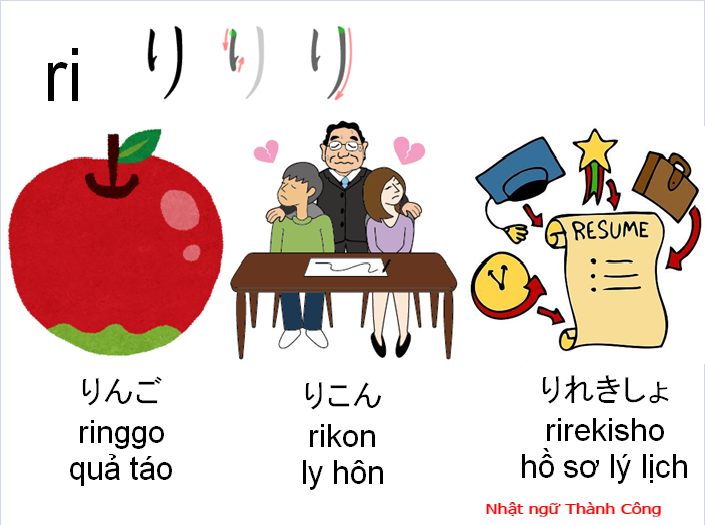 ri り り り
RESUME
りんご
ringgo
quả táo
りこん
rikon
ly hôn
りれきしょ
rirekisho
hồ sơ lý lịch
Nhật ngữ Thành Công